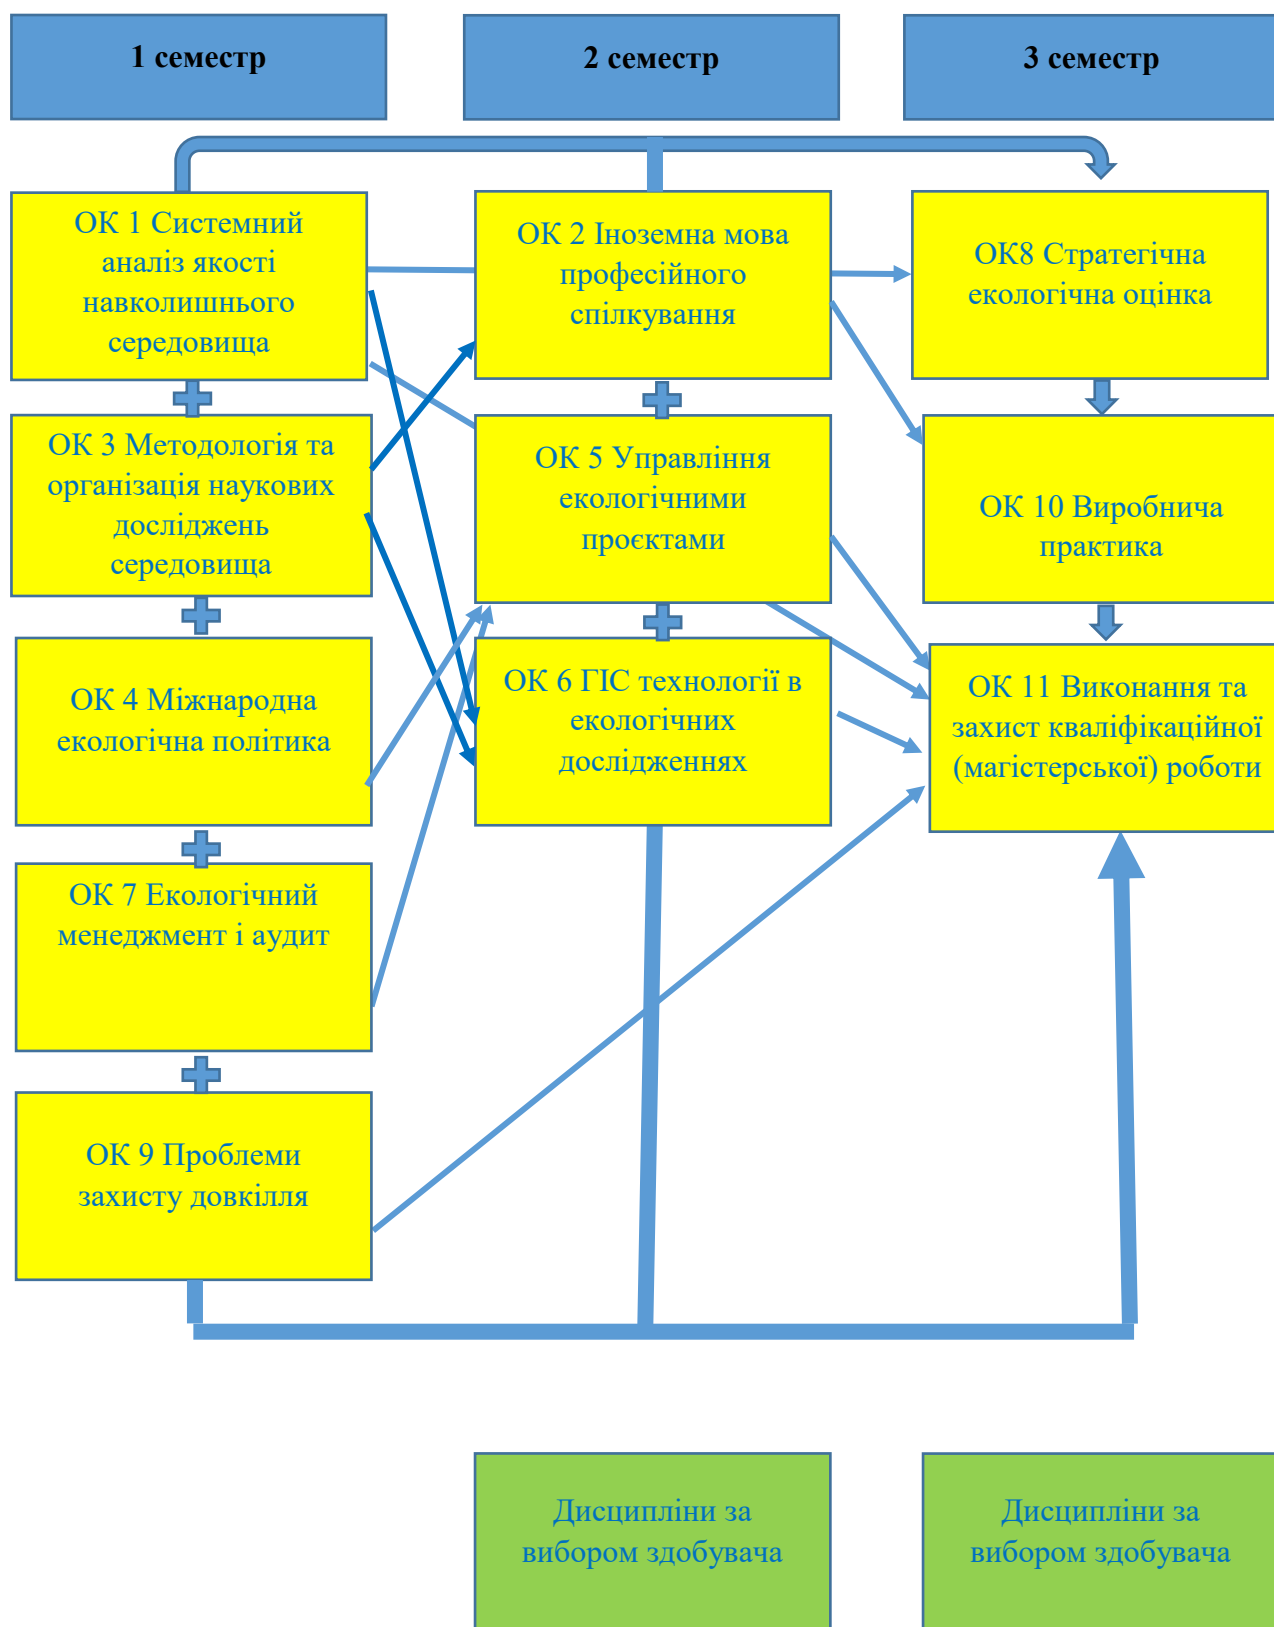 1 семестр
2 семестр
3 семестр
ОК 1 Системний
аналіз якості
навколишнього
середовища
ОК 2 Іноземна мова
професійного
спілкування
ОК8 Стратегічна
екологічна оцінка
ОК 3 Методологія та
організація наукових
досліджень
середовища
ОК 5 Управління
екологічними
проєктами
ОК 10 Виробнича
практика
ОК 4 Міжнародна
екологічна політика
ОК 6 ГІС технології в
екологічних
дослідженнях
ОК 11 Виконання та
захист кваліфікаційної
(магістерської) роботи
ОК 7 Екологічний
менеджмент і аудит
ОК 9 Проблеми
захисту довкілля
Дисципліни за
вибором здобувача
Дисципліни за
вибором здобувача